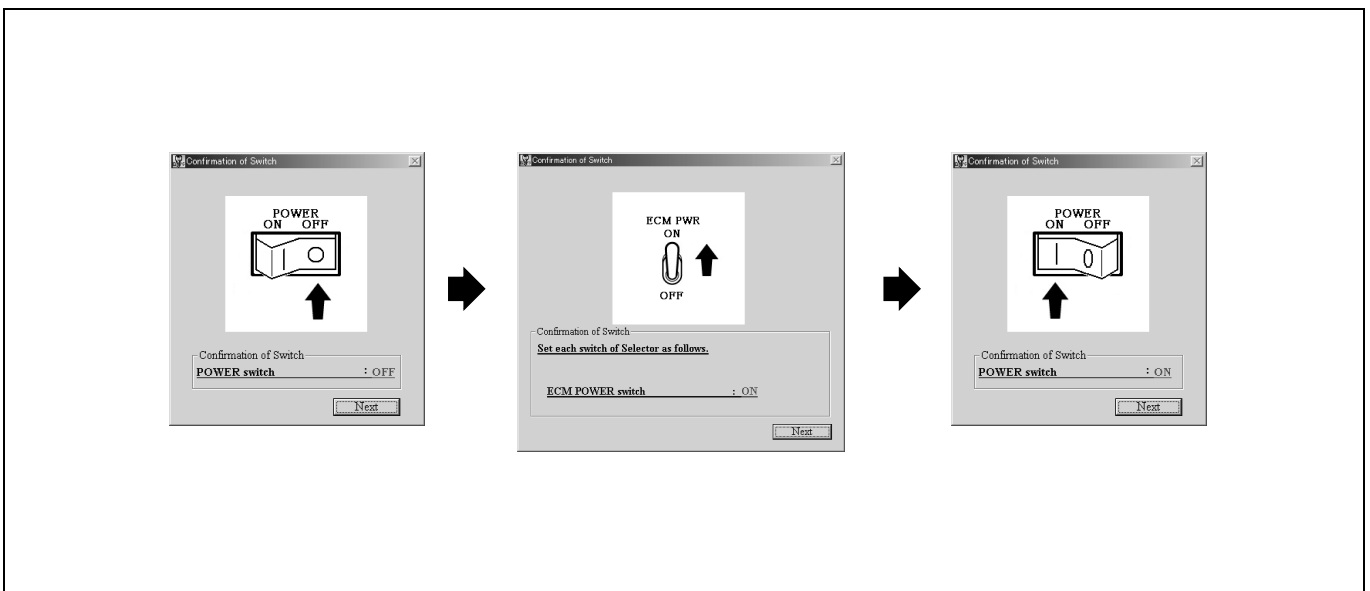 Confirmation of Switch
POWER
ON OFF
Confirmation of Switch
POWER switch : OFF
Next
Confirmation of Switch
ECM PWR
ON
OFF
Confirmation of Switch
Set each switch of Selector as follows.
ECM POWER switch : ON
Next
Confirmation of Switch
POWER
ON OFF
Confirmation of Switch
POWER switch : ON
Next